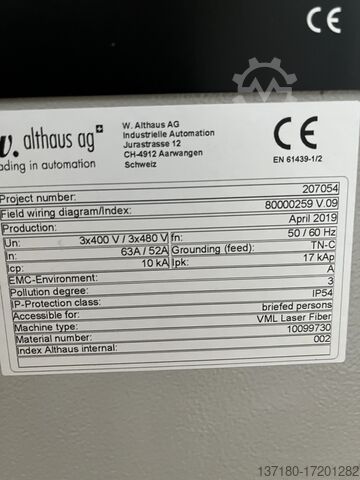 CE
w. althaus ag
ading in automation
W. Althaus AG
Industrielle Automation
Jurastrasse 12
CH-4912 Aarwangen
Schweiz
CE
EN 61439-1/2
Project number: 207054
Field wiring diagram/Index: 80000259 V.09
Production: April 2019
Un: 3x400 V / 3x480 V fn: 50 / 60 Hz
In: 63A / 52A Grounding (feed): TN-C
Icp: 10 kA Ipk: 17 kAp
EMC-Environment: A
Pollution degree: 3
IP-Protection class: IP54
Accessible for: briefed persons
Machine type: VML Laser Fiber
Material number: 10099730
Index Althaus internal: 002
137180-17201282